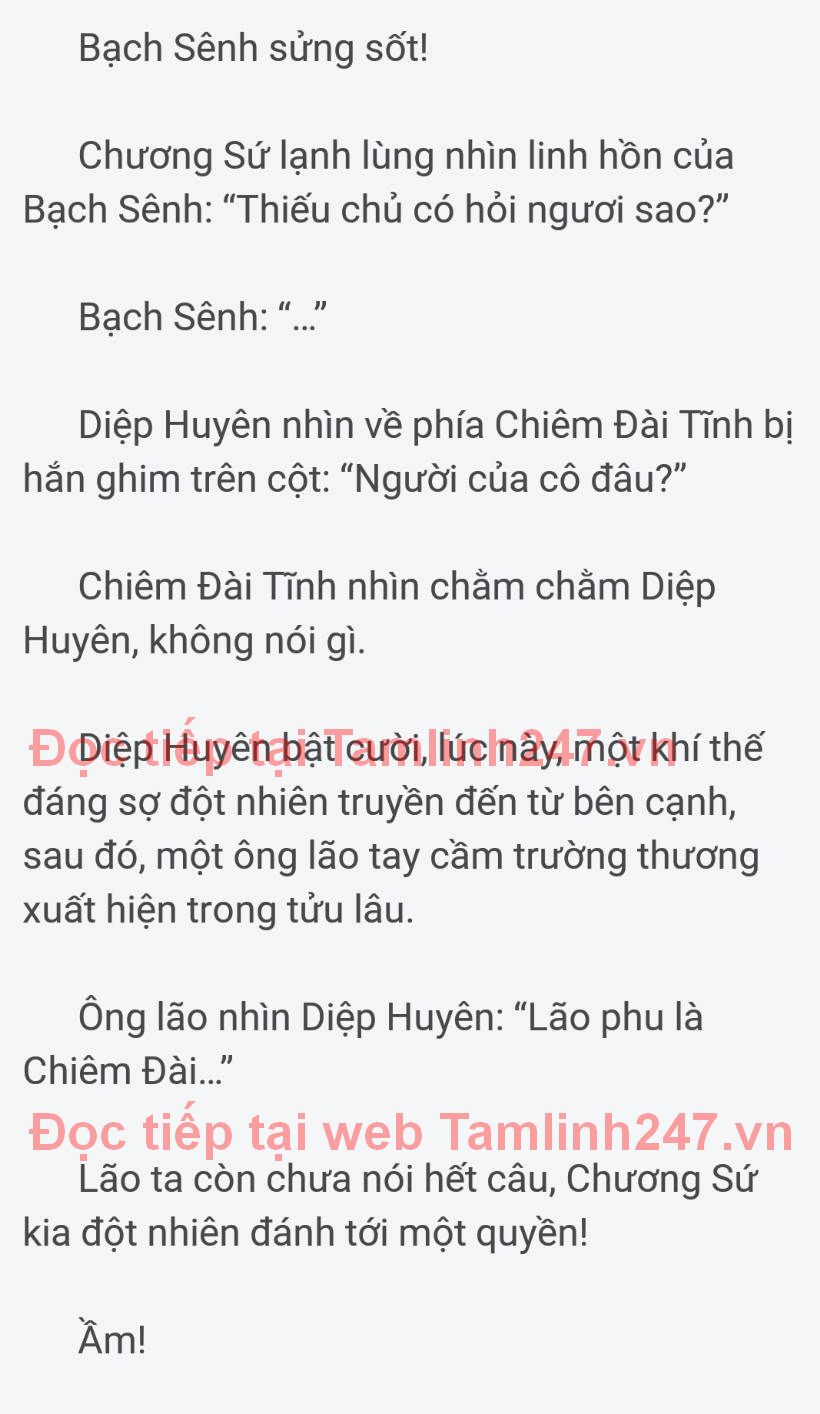 Bạch Sênh sửng sốt!
Chương Sứ lạnh lùng nhìn linh hồn của
Bạch Sênh: “Thiếu chủ có hỏi ngươi sao?”
Bạch Sênh: “...”
Diệp Huyên nhìn về phía Chiêm Đài Tĩnh bị
hắn ghim trên cột: “Người của cô đâu?”
Chiêm Đài Tĩnh nhìn chằm chằm Diệp
Huyên, không nói gì.
Diệp Huyên bật cười, lúc này, một khí thế
Đọc tiếp tại Tamlinh247.vn
đáng sợ đột nhiên truyền đến từ bên cạnh,
sau đó, một ông lão tay cầm trường thương
xuất hiện trong tửu lâu.
Ông lão nhìn Diệp Huyên: “Lão phu là
Chiêm Đài...”
Đọc tiếp tại web Tamlinh247.vn
Lão ta còn chưa nói hết câu, Chương Sứ
kia đột nhiên đánh tới một quyền!
Ầm!